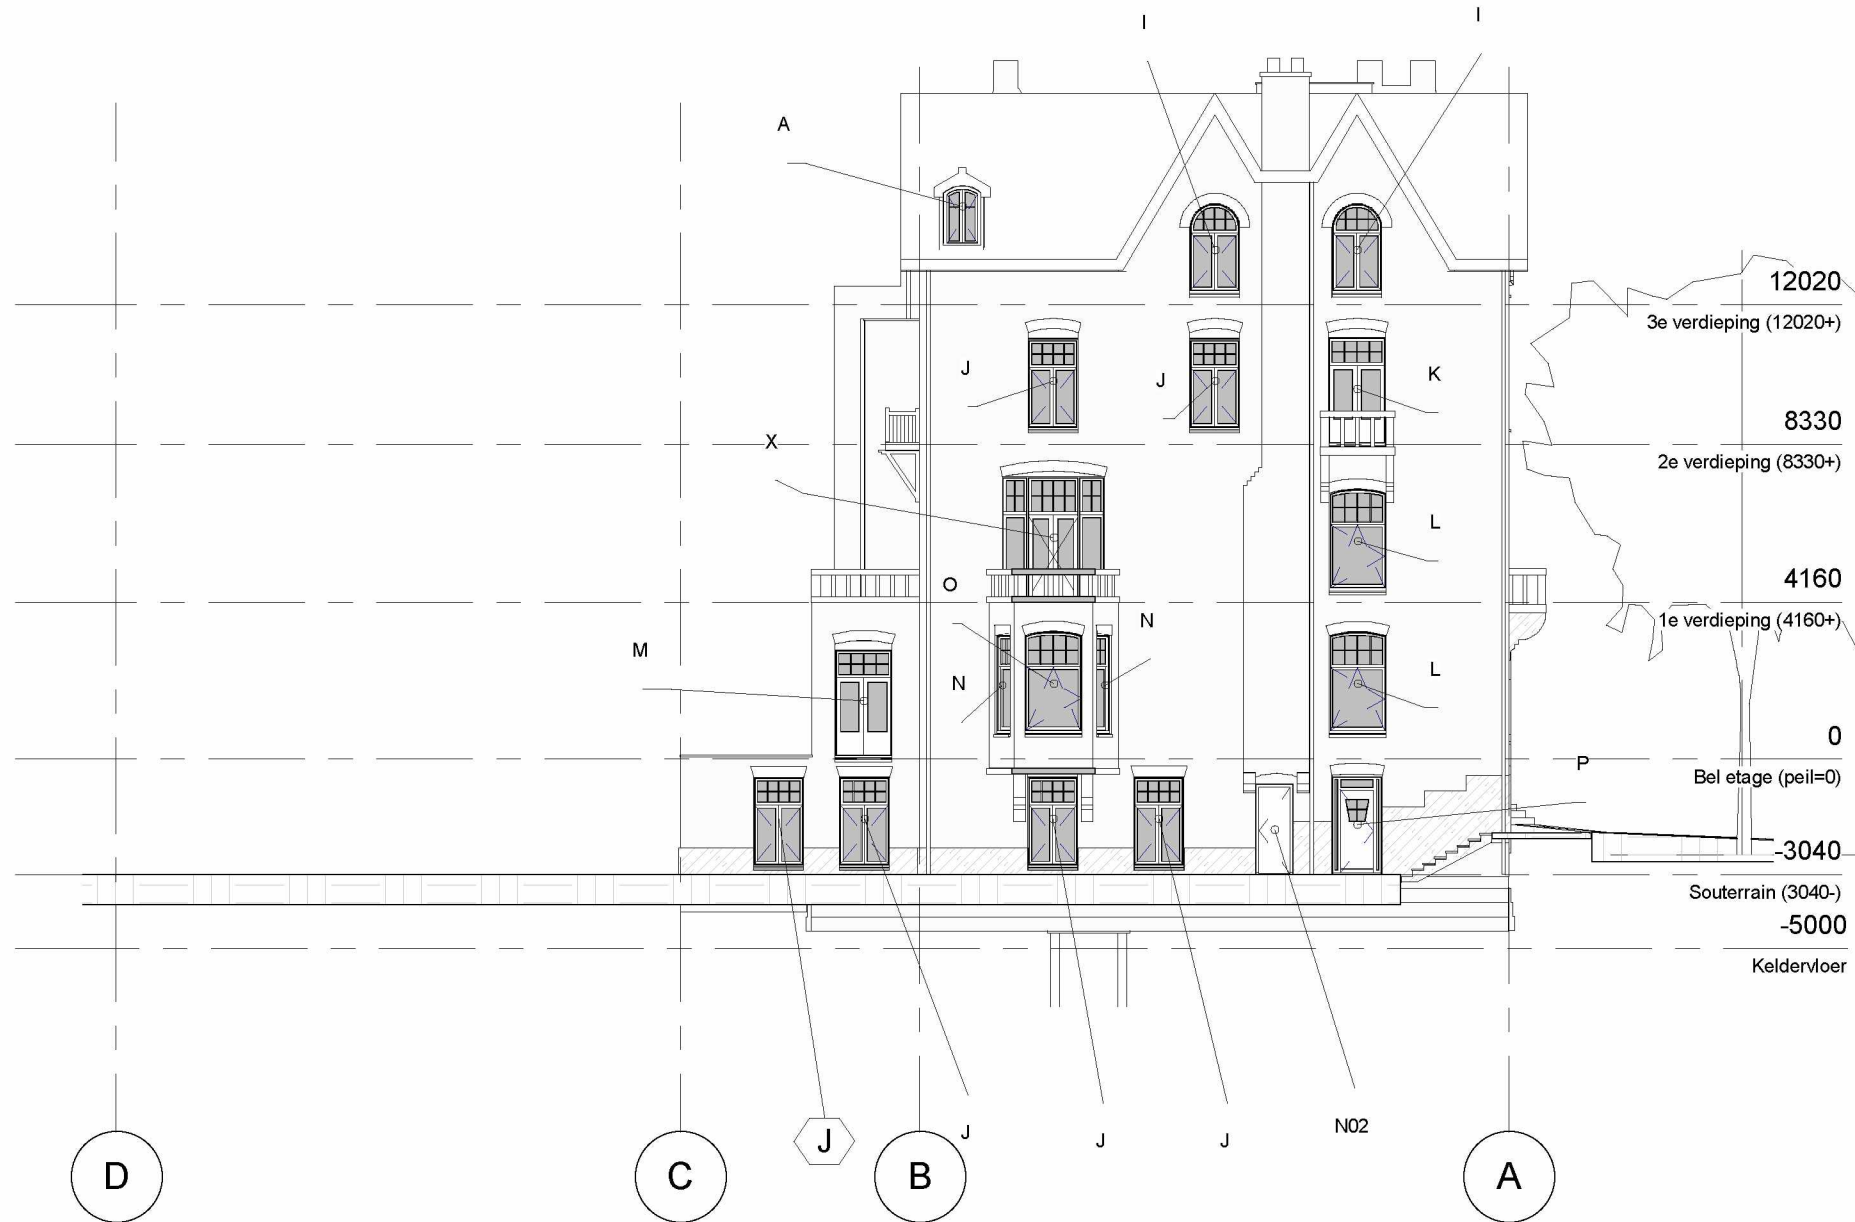 I
I
A
12020
3e verdieping (12020+)
J
J
K
8330
X
2e verdieping (8330+)
L
4160
O
1e verdieping (4160+)
N
M
N
L
0
P
Bel etage (peil=0)
-3040
Souterrain (3040-)
-5000
Keldervloer
J
J
J
J
N02
D
C
B
A